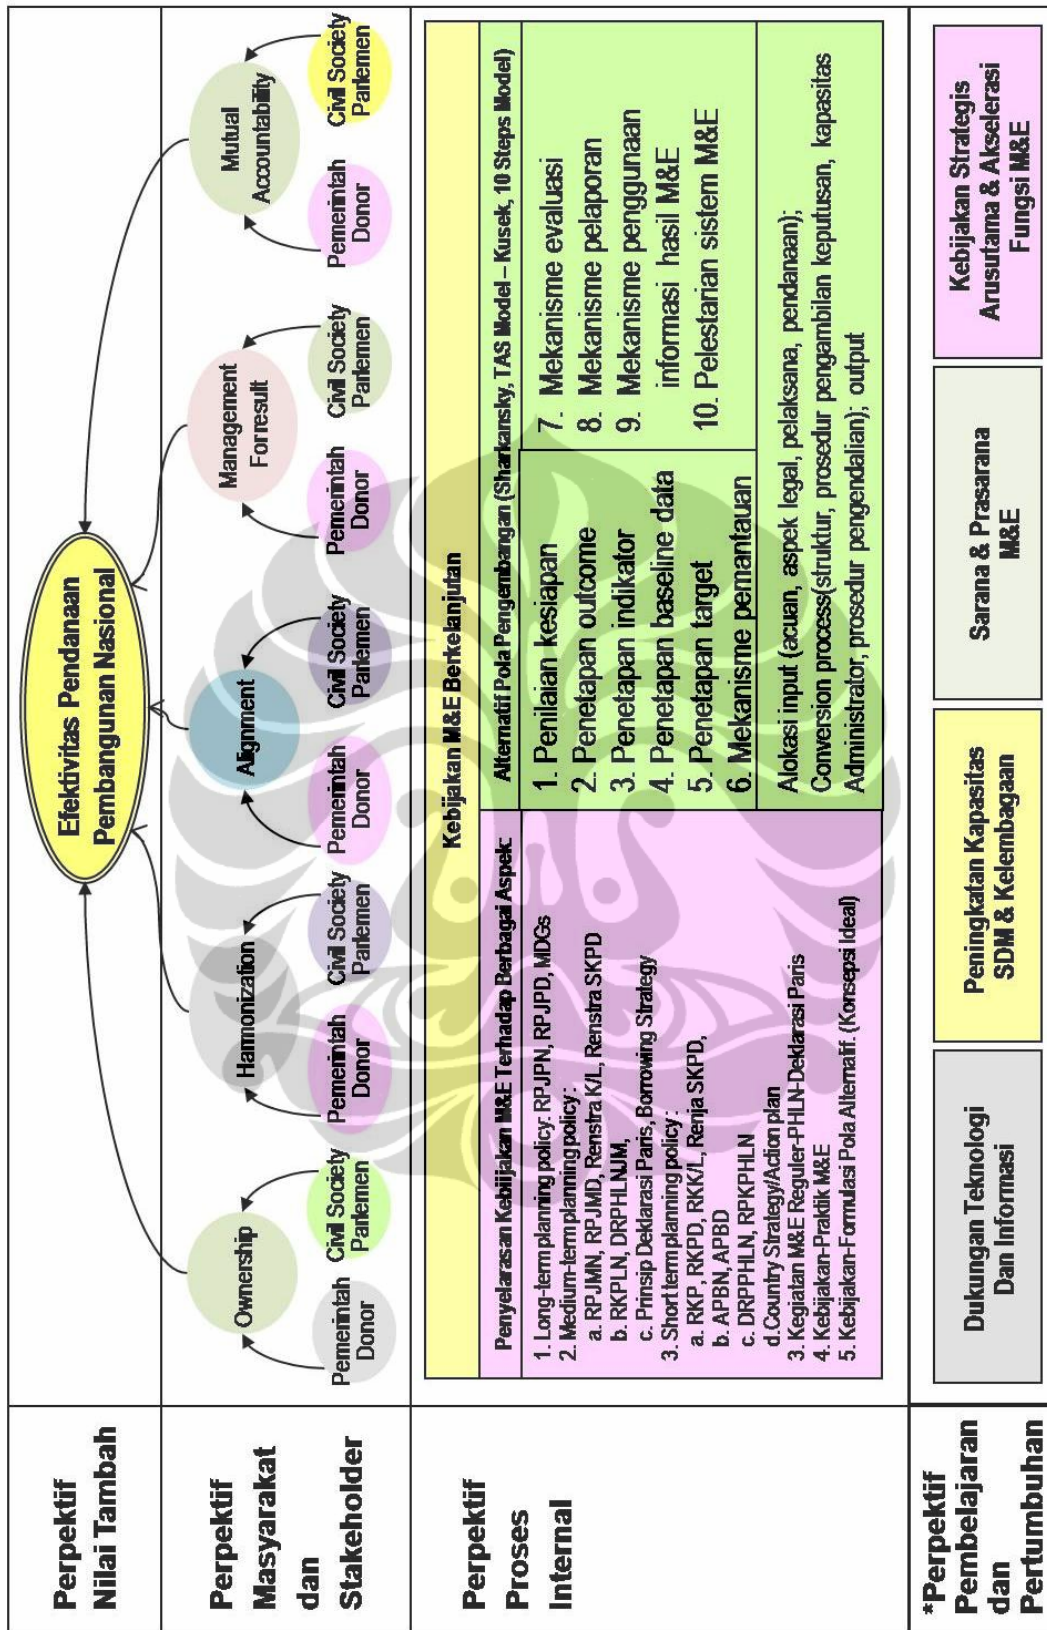 Perpektif
Nilai Tambah
Efektivitas Pendanaan
Pembangunan Nasional
Perpektif
Masyarakat
dan
Stakeholder
Ownership
Pemerintah
Donor
Civil Society
Parlemen
Harmonization
Pemerintah
Donor
Civil Society
Parlemen
Alignment
Pemerintah
Donor
Civil Society
Parlemen
Management
For result
Pemerintah
Donor
Civil Society
Parlemen
Mutual
Accountability
Pemerintah
Donor
Civil Society
Parlemen
Perpektif
Proses
Internal
Kebijakan M&E Berkelanjutan
Penyelarasan Kebiijakan M&E Terhadap Berbagai Aspek:
1. Long-term planning policy: RPJPN, RPJPD, MDGs
2. Medium-term planning policy :
a. RPJMN, RPJMD, Renstra K/L, Renstra SKPD
b. RKPLN, DRPHLNJM,
c. Prinsip Deklarasi Paris, Borrowing Strategy
3. Short term planning policy :
a. RKP, RKPD, RKK/L, Renja SKPD,
b. APBN, APBD
c. DRPPHLN, RPKPHLN
d.Country Strategy/Action plan
3. Kegiatan M&E Reguler-PHLN-Deklarasi Paris
4. Kebijakan-Praktik M&E
5. Kebijakan-Formulasi Pola Alternatif. (Konsepsi Ideal)
Alternatif Pola Pengembangan (Sharkansky, TAS Model – Kusek, 10 Steps Model)
1. Penilaian kesiapan
2. Penetapan outcome
3. Penetapan indikator
4. Penetapan baseline data
5. Penetapan target
6. Mekanisme pemantauan
7. Mekanisme evaluasi
8. Mekanisme pelaporan
9. Mekanisme penggunaan
informasi hasil M&E
10. Pelestarian sistem M&E
Alokasi input (acuan, aspek legal, pelaksana, pendanaan);
Conversion process(struktur, prosedur pengambilan keputusan, kapasitas
Administrator, prosedur pengendalian); output
*Perpektif
Pembelajaran
dan
Pertumbuhan
Dukungan Teknologi
Dan Informasi
Peningkatan Kapasitas
SDM & Kelembagaan
Sarana & Prasarana
M&E
Kebijakan Strategis
Arusutana & Akselerasi
Fungsi M&E